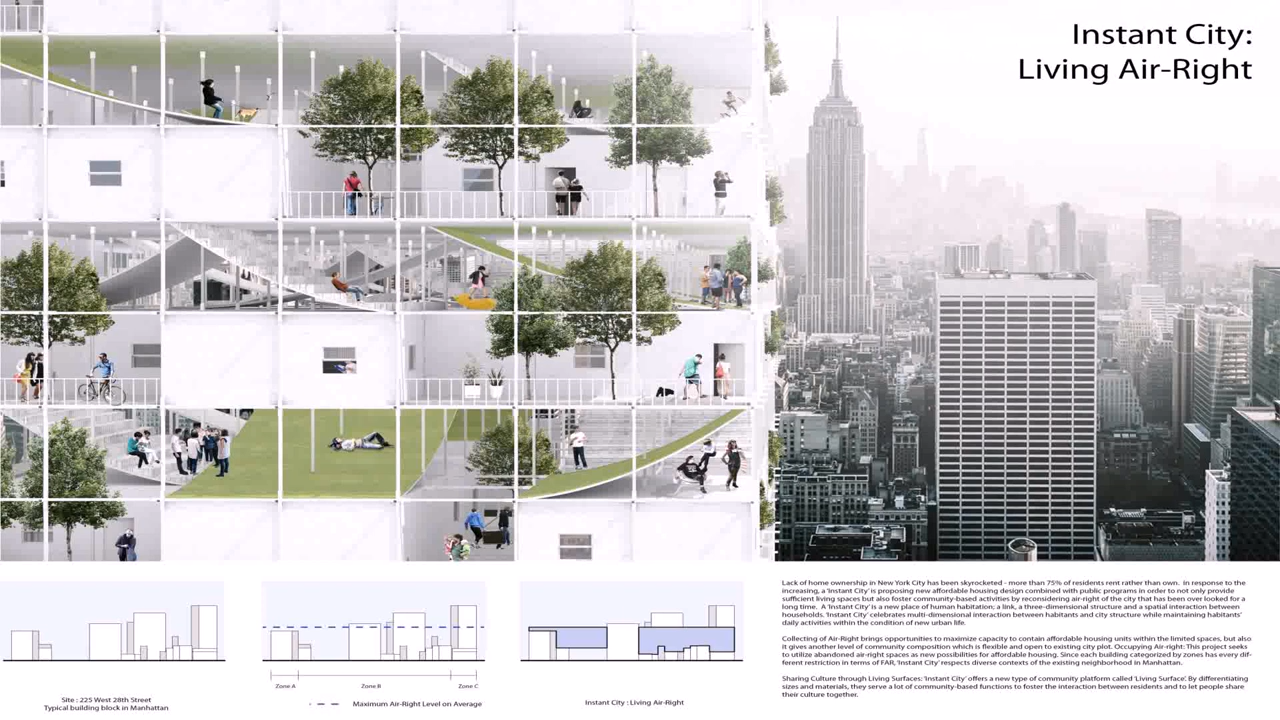 Instant City:
Living Air-Right
Lack of home ownership in New York City has been skyrocketed - more than 75% of residents rent rather than own. in response to the
increasing, a 'Instant City' is proposing new affordable housing design combined with public programs in order to not only provide
sufficient living spaces but also foster community-based activities by reconsidering air-right of the city that has been over looked for a
long time. A 'Instant City' is a new place of human habitation; a link, a three-dimensional structure and a spatial interaction between
households. 'Instant City' celebrates multi-dimensional interaction between habitants and city structure while maintaining habitants'
daily activities within the condition of new urban life.
Collecting of Air-Right brings opportunities to maximize capacity to contain affordable housing units within the limited spaces, but also
it gives another level of community composition which is flexible and open to existing city plot. Occupying Air-right: This project seeks
to utilize abandoned air-right spaces as new possibilities for affordable housing. Since each building categorized by zones has every dif-
ferent restriction in terms of FAR, 'Instant City' respects diverse contexts of the existing neighborhood in Manhattan.
Sharing Culture through Living Surfaces: 'Instant City' offers a new type of community platform called 'Living Surface'. By differentiating
sizes and materials, they serve a lot of community-based functions to foster the interaction between residents and to let people share
their culture together.
Zone A
Zone B
Zone C
Site : 225 West 28th Street
Typical building block in Manhattan
Maximum Air-Right Level on Average
Instant City : Living Air-Right